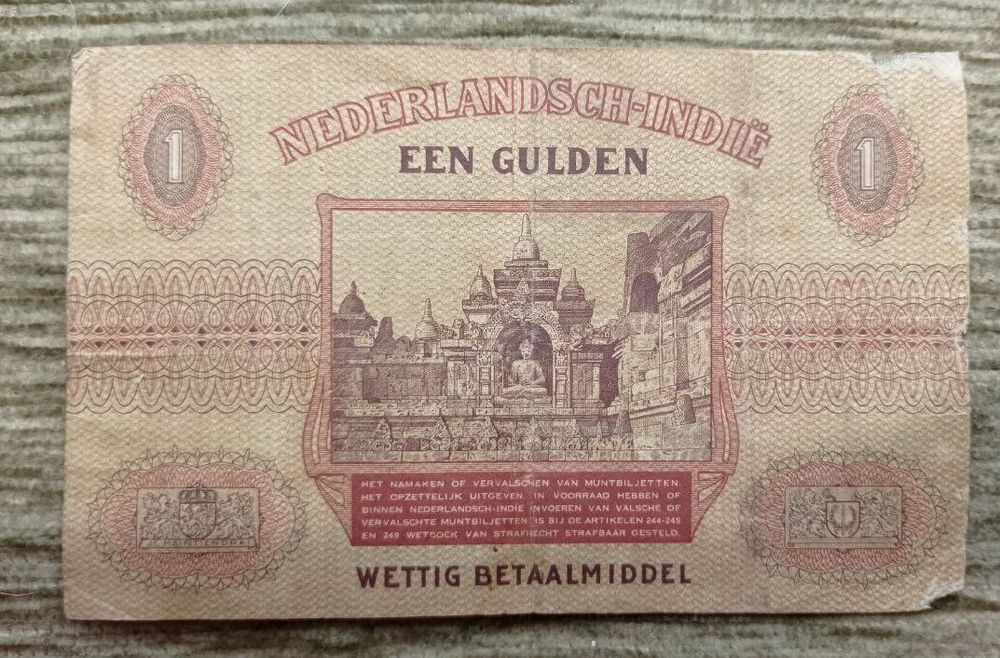 NEDERLANDSCH-INDIË
EEN GULDEN
1
1
HET NAMAKEN OF VERVALSCHEN VAN MUNTBILJETTEN,
HET OPZETTELIJK UITGEVEN, IN VOORRAAD HEBBEN OF
BINNEN NEDERLANDSCH-INDIE INVOEREN VAN VALSCHE OF
VERVALSCHTE MUNTBILJETTEN IS BIJ DE ARTIKELEN 244-245
EN 249 WETBOEK VAN STRAFRECHT STRAFBAAR GESTELD.
WETTIG BETAALMIDDEL